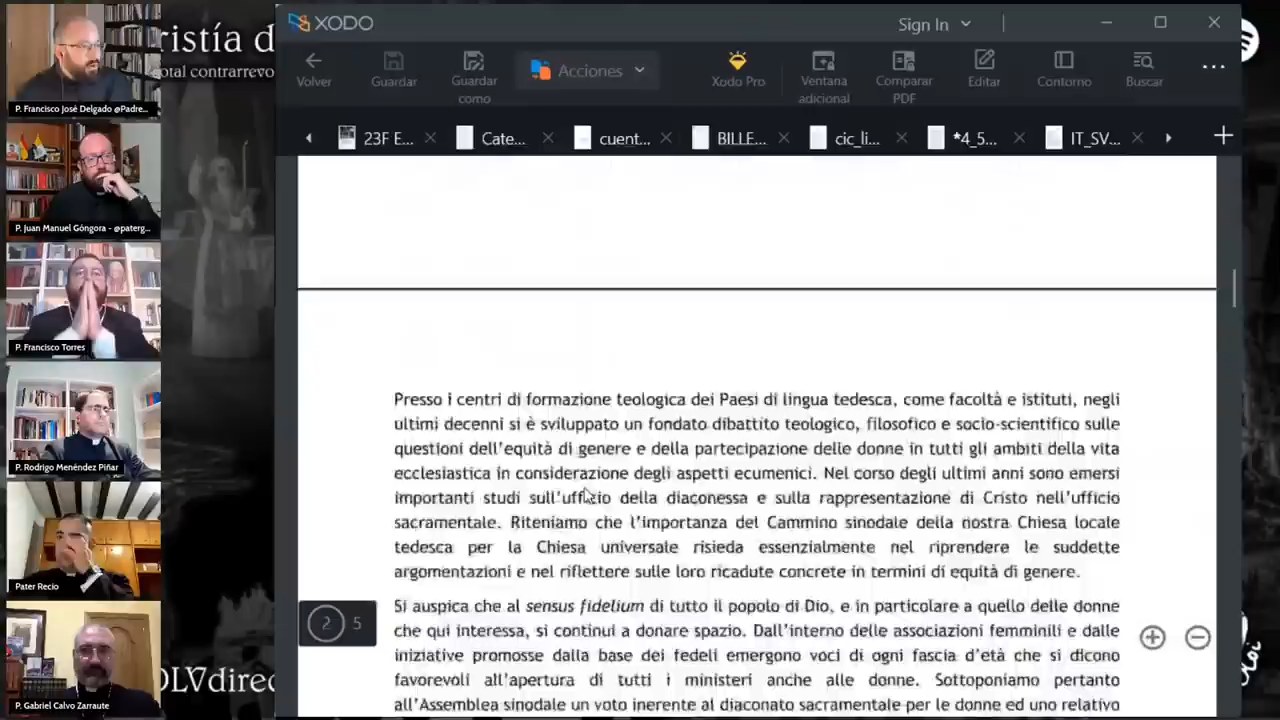 ristía d
otal contrarrevo
P. Francisco José Delgado @Padre...
P. Juan Manuel Góngora - @paterg...
P. Francisco Torres
P. Rodrigo Menéndez Piñar
Pater Recio
P. Gabriel Calvo Zarraute
DLVdirec
XODO
Sign In
Volver
Guardar
Guardar como
Acciones
Xodo Pro
Ventana adicional
Comparar PDF
Editar
Contorno
Buscar
23F E...
Cate...
cuent...
BILLE...
cic_li...
*4_5...
IT_SV...
Presso i centri di formazione teologica dei Paesi di lingua tedesca, come facoltà e istituti, negli
ultimi decenni si è sviluppato un fondato dibattito teologico, filosofico e socio-scientifico sulle
questioni dell'equità di genere e della partecipazione delle donne in tutti gli ambiti della vita
ecclesiastica in considerazione degli aspetti ecumenici. Nel corso degli ultimi anni sono emersi
importanti studi sull'uffizio della diaconessa e sulla rappresentazione di Cristo nell'ufficio
sacramentale. Riteniamo che l'importanza del Cammino sinodale della nostra Chiesa locale
tedesca per la Chiesa universale risieda essenzialmente nel riprendere le suddette
argomentazioni e nel riflettere sulle loro ricadute concrete in termini di equità di genere.
Si auspica che al sensus fidelium di tutto il popolo di Dio, e in particolare a quello delle donne
che qui interessa, si continui a donare spazio. Dall'interno delle associazioni femminili e dalle
iniziative promosse dalla base dei fedeli emergono voci di ogni fascia d'età che si dicono
favorevoli all'apertura di tutti i ministeri anche alle donne. Sottoponiamo pertanto
all'Assemblea sinodale un voto inerente al diaconato sacramentale per le donne ed uno relativo
2 5